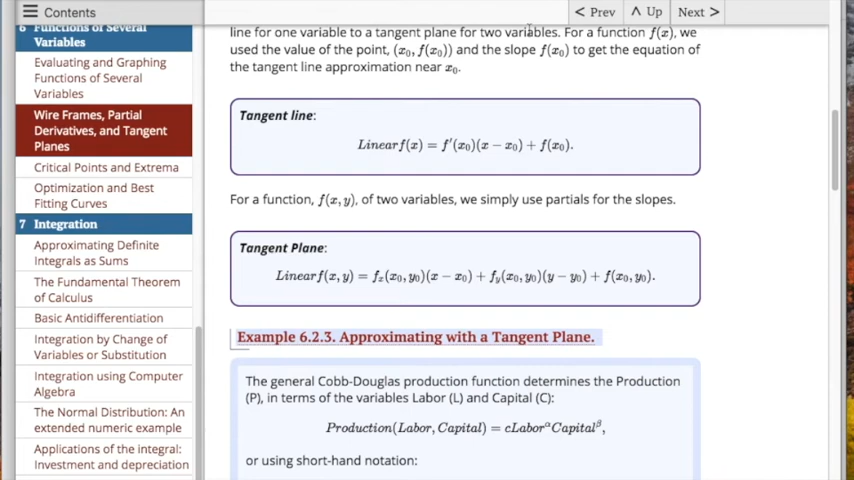 Contents
< Prev
∧ Up
Next >
6 Functions of Several
Variables
Evaluating and Graphing
Functions of Several
Variables
Wire Frames, Partial
Derivatives, and Tangent
Planes
Critical Points and Extrema
Optimization and Best
Fitting Curves
7 Integration
Approximating Definite
Integrals as Sums
The Fundamental Theorem
of Calculus
Basic Antidifferentiation
Integration by Change of
Variables or Substitution
Integration using Computer
Algebra
The Normal Distribution: An
extended numeric example
Applications of the integral:
Investment and depreciation
line for one variable to a tangent plane for two variables. For a function f(x), we
used the value of the point, (x₀, f(x₀)) and the slope f(x₀) to get the equation of
the tangent line approximation near x₀.
Tangent line:
Linearf(x) = f′(x₀)(x − x₀) + f(x₀).
For a function, f(x, y), of two variables, we simply use partials for the slopes.
Tangent Plane:
Linearf(x, y) = fₓ(x₀, y₀)(x − x₀) + f_y(x₀, y₀)(y − y₀) + f(x₀, y₀).
Example 6.2.3. Approximating with a Tangent Plane.
The general Cobb-Douglas production function determines the Production
(P), in terms of the variables Labor (L) and Capital (C):
Production(Labor, Capital) = cLabor^α Capital^β,
or using short-hand notation: